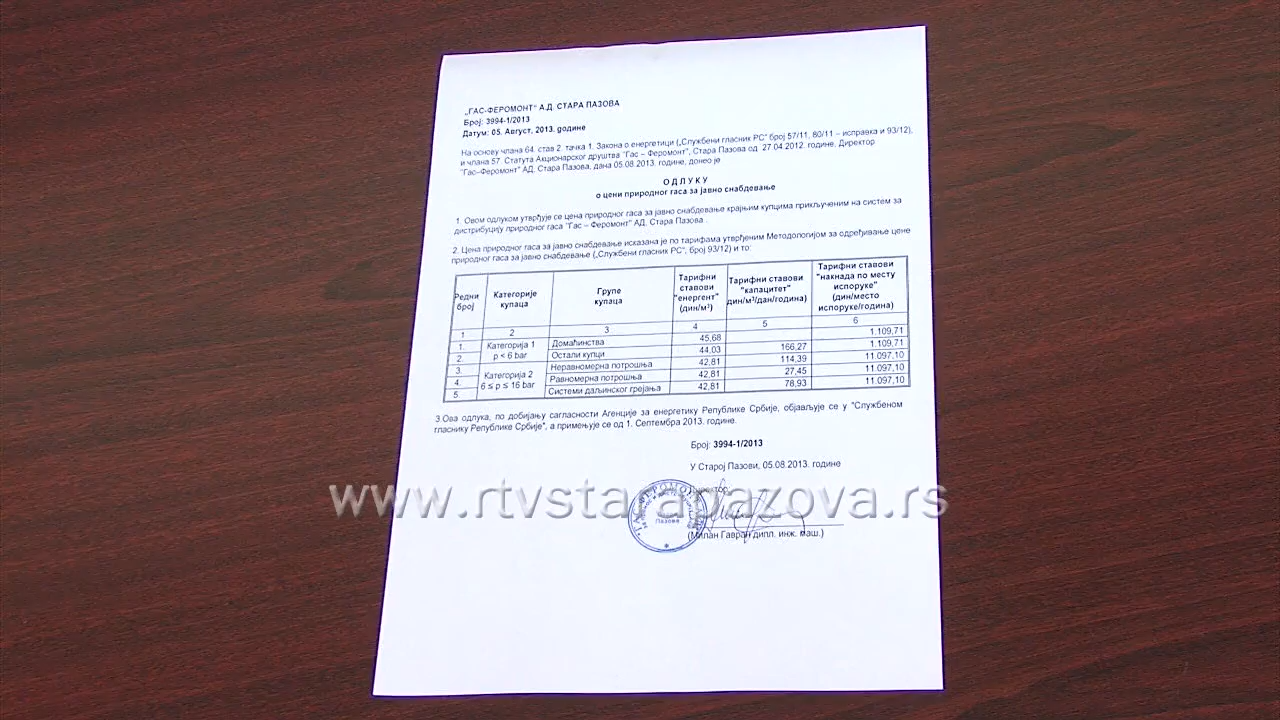 „ГАС-ФЕРОМОНТ" А.Д. СТАРА ПАЗОВА
Број: 3994-1/2013
Датум: 05. Август, 2013. године
На основу члана 64. став 2. тачка 1. Закона о енергетици („Службени гласник РС" број 57/11, 80/11 – исправка и 93/12),
и члана 57. Статута Акционарског друштва "Гас – Феромонт", Стара Пазова од 27.04.2012. године, Директор
"Гас–Феромонт" АД, Стара Пазова, дана 05.08.2013. године, донео је
О Д Л У К У
о цени природног гаса за јавно снабдевање
1. Овом одлуком утврђује се цена природног гаса за јавно снабдевање крајњим купцима прикљученим на систем за
дистрибуцију природног гаса "Гас – Феромонт" АД, Стара Пазова .
2. Цена природног гаса за јавно снабдевање исказана је по тарифама утврђеним Методологијом за одређивање цене
природног гаса за јавно снабдевање („Службени гласник РС", број 93/12) и то:
Редни број | Категорије купаца | Групе купаца | Тарифни ставови "енергент" (дин/м³) | Тарифни ставови "капацитет" дин/м³/дан/година) | Тарифни ставови "накнада по месту испоруке" (дин/место испоруке/година)
1 | 2 | 3 | 4 | 5 | 6
1. | Категорија 1 p < 6 bar | Домаћинства | 45,68 | | 1.109,71
2. | Остали купци | 44,03 | 166,27 | 1.109,71
3. | Категорија 2 6 ≤ p ≤ 16 bar | Неравномерна потрошња | 42,81 | 114,39 | 11.097,10
4. | Равномерна потрошња | 42,81 | 27,45 | 11.097,10
5. | Системи даљинског грејања | 42,81 | 78,93 | 11.097,10
3.Ова одлука, по добијању сагласности Агенције за енергетику Републике Србије, објављује се у "Службеном
гласнику Републике Србије", а примењује се од 1. Септембра 2013. године.
Број: 3994-1/2013
У Старој Пазови, 05.08.2013. године
Директор
www.rtvstarapazova.rs
Пазова
(Милан Гавран дипл. инж. маш.)